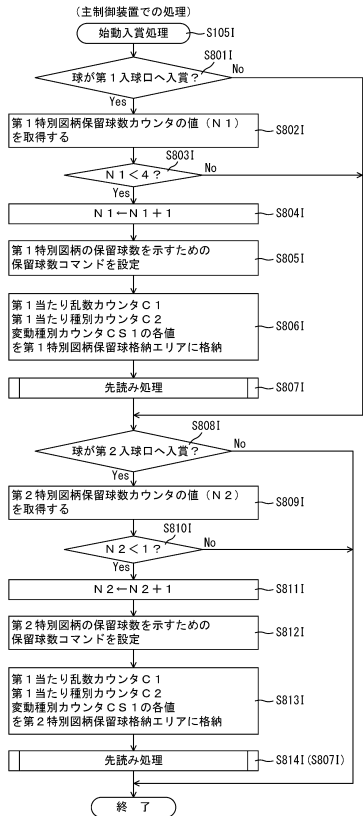 (主制御装置での処理)
始動入賞処理
S105I
S801I
球が第1入球口へ入賞?
No
Yes
第1特別図柄保留球数カウンタの値(N1)
を取得する
S802I
S803I
N1<4?
No
Yes
N1←N1+1
S804I
第1特別図柄の保留球数を示すための
保留球数コマンドを設定
S805I
第1当たり乱数カウンタC1
第1当たり種別カウンタC2
変動種別カウンタCS1の各値
を第1特別図柄保留球格納エリアに格納
S806I
先読み処理
S807I
S808I
球が第2入球口へ入賞?
No
Yes
第2特別図柄保留球数カウンタの値(N2)
を取得する
S809I
S810I
N2<1?
No
Yes
N2←N2+1
S811I
第2特別図柄の保留球数を示すための
保留球数コマンドを設定
S812I
第1当たり乱数カウンタC1
第1当たり種別カウンタC2
変動種別カウンタCS1の各値
を第2特別図柄保留球格納エリアに格納
S813I
先読み処理
S814I(S807I)
終 了